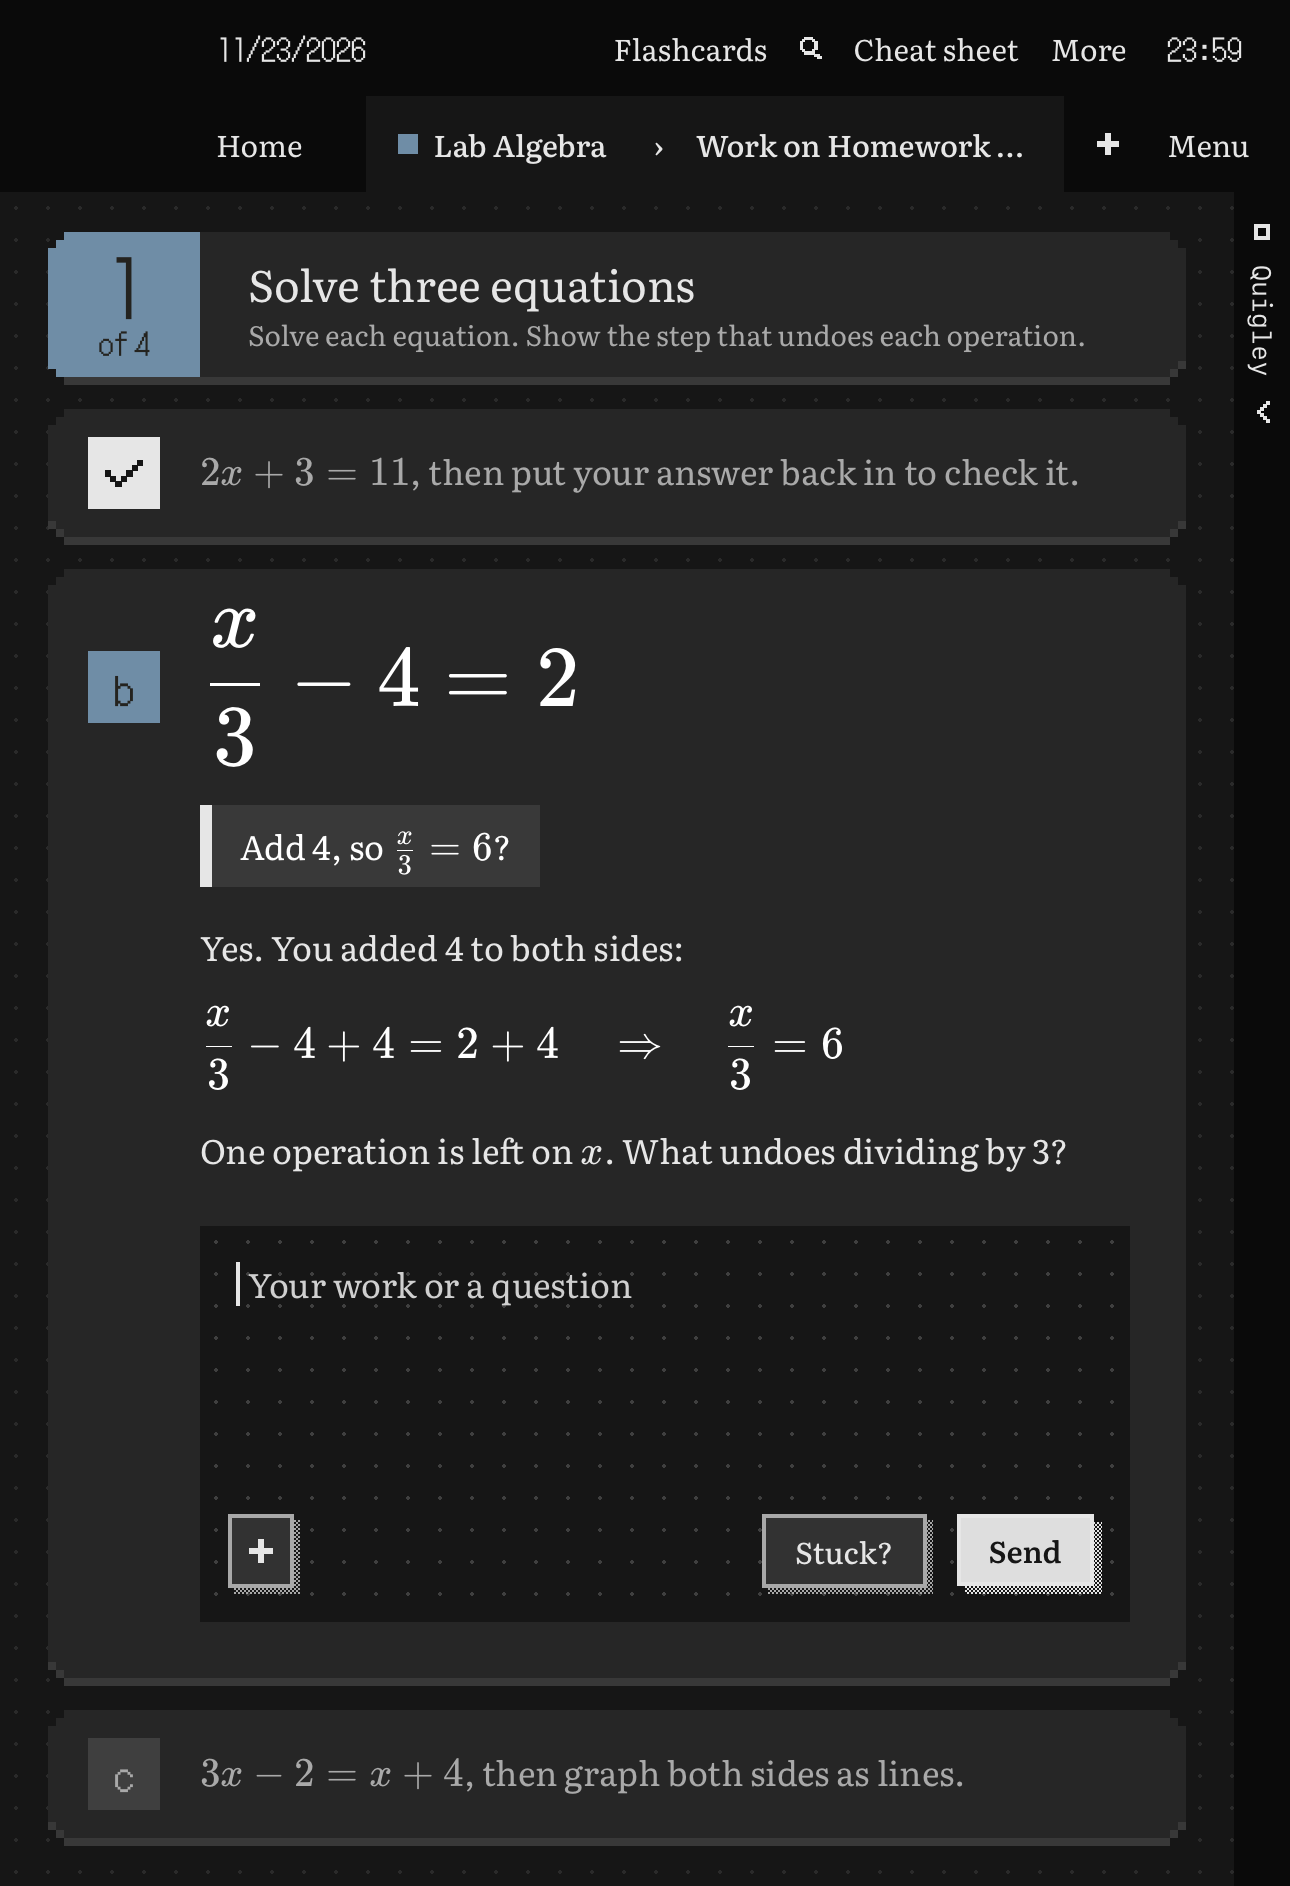 11/23/2026 Flashcards Cheat sheet More 23:59
Home Lab Algebra › Work on Homework ... Menu
Quigley
1
of 4
Solve three equations
Solve each equation. Show the step that undoes each operation.
2x + 3 = 11, then put your answer back in to check it.
b
x/3 − 4 = 2
Add 4, so x/3 = 6?
Yes. You added 4 to both sides:
x/3 − 4 + 4 = 2 + 4 ⇒ x/3 = 6
One operation is left on x. What undoes dividing by 3?
Your work or a question
+ Stuck? Send
c
3x − 2 = x + 4, then graph both sides as lines.